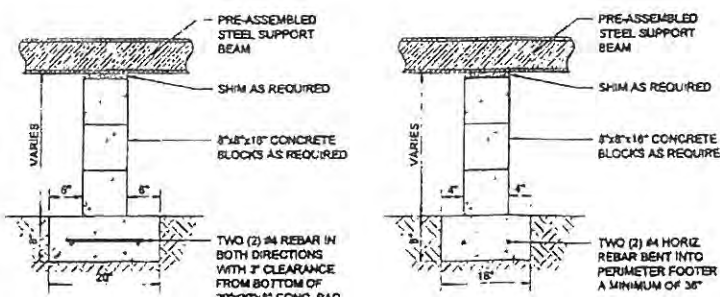 PRE-ASSEMBLED
STEEL SUPPORT
BEAM
SHIM AS REQUIRED
VARIES
8"x8"x16" CONCRETE
BLOCKS AS REQUIRED
6"
6"
8"
TWO (2) #4 REBAR IN
BOTH DIRECTIONS
WITH 3" CLEARANCE
FROM BOTTOM OF
20"
PRE-ASSEMBLED
STEEL SUPPORT
BEAM
SHIM AS REQUIRED
VARIES
8"x8"x16" CONCRETE
BLOCKS AS REQUIRE
4"
4"
8"
TWO (2) #4 HORIZ
REBAR BENT INTO
PERIMETER FOOTER
A MINIMUM OF 36"
16"